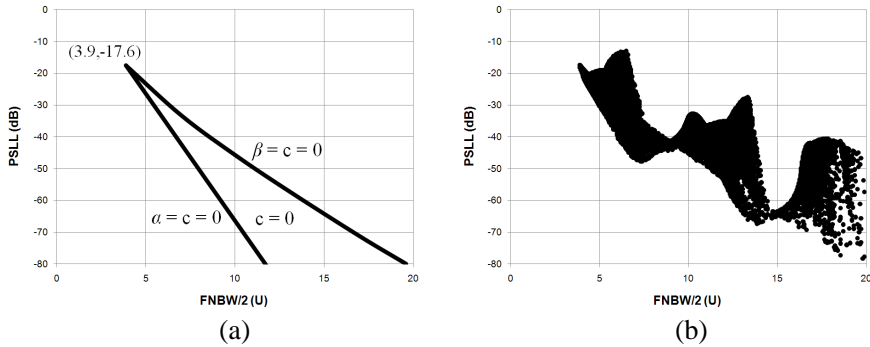 0
-10
-20
-30
-40
-50
-60
-70
-80
PSLL (dB)
(3.9,-17.6)
β = c = 0
α = c = 0
c = 0
0 5 10 15 20
FNBW/2 (U)
(a)
0
-10
-20
-30
-40
-50
-60
-70
-80
PSLL (dB)
0 5 10 15 20
FNBW/2 (U)
(b)